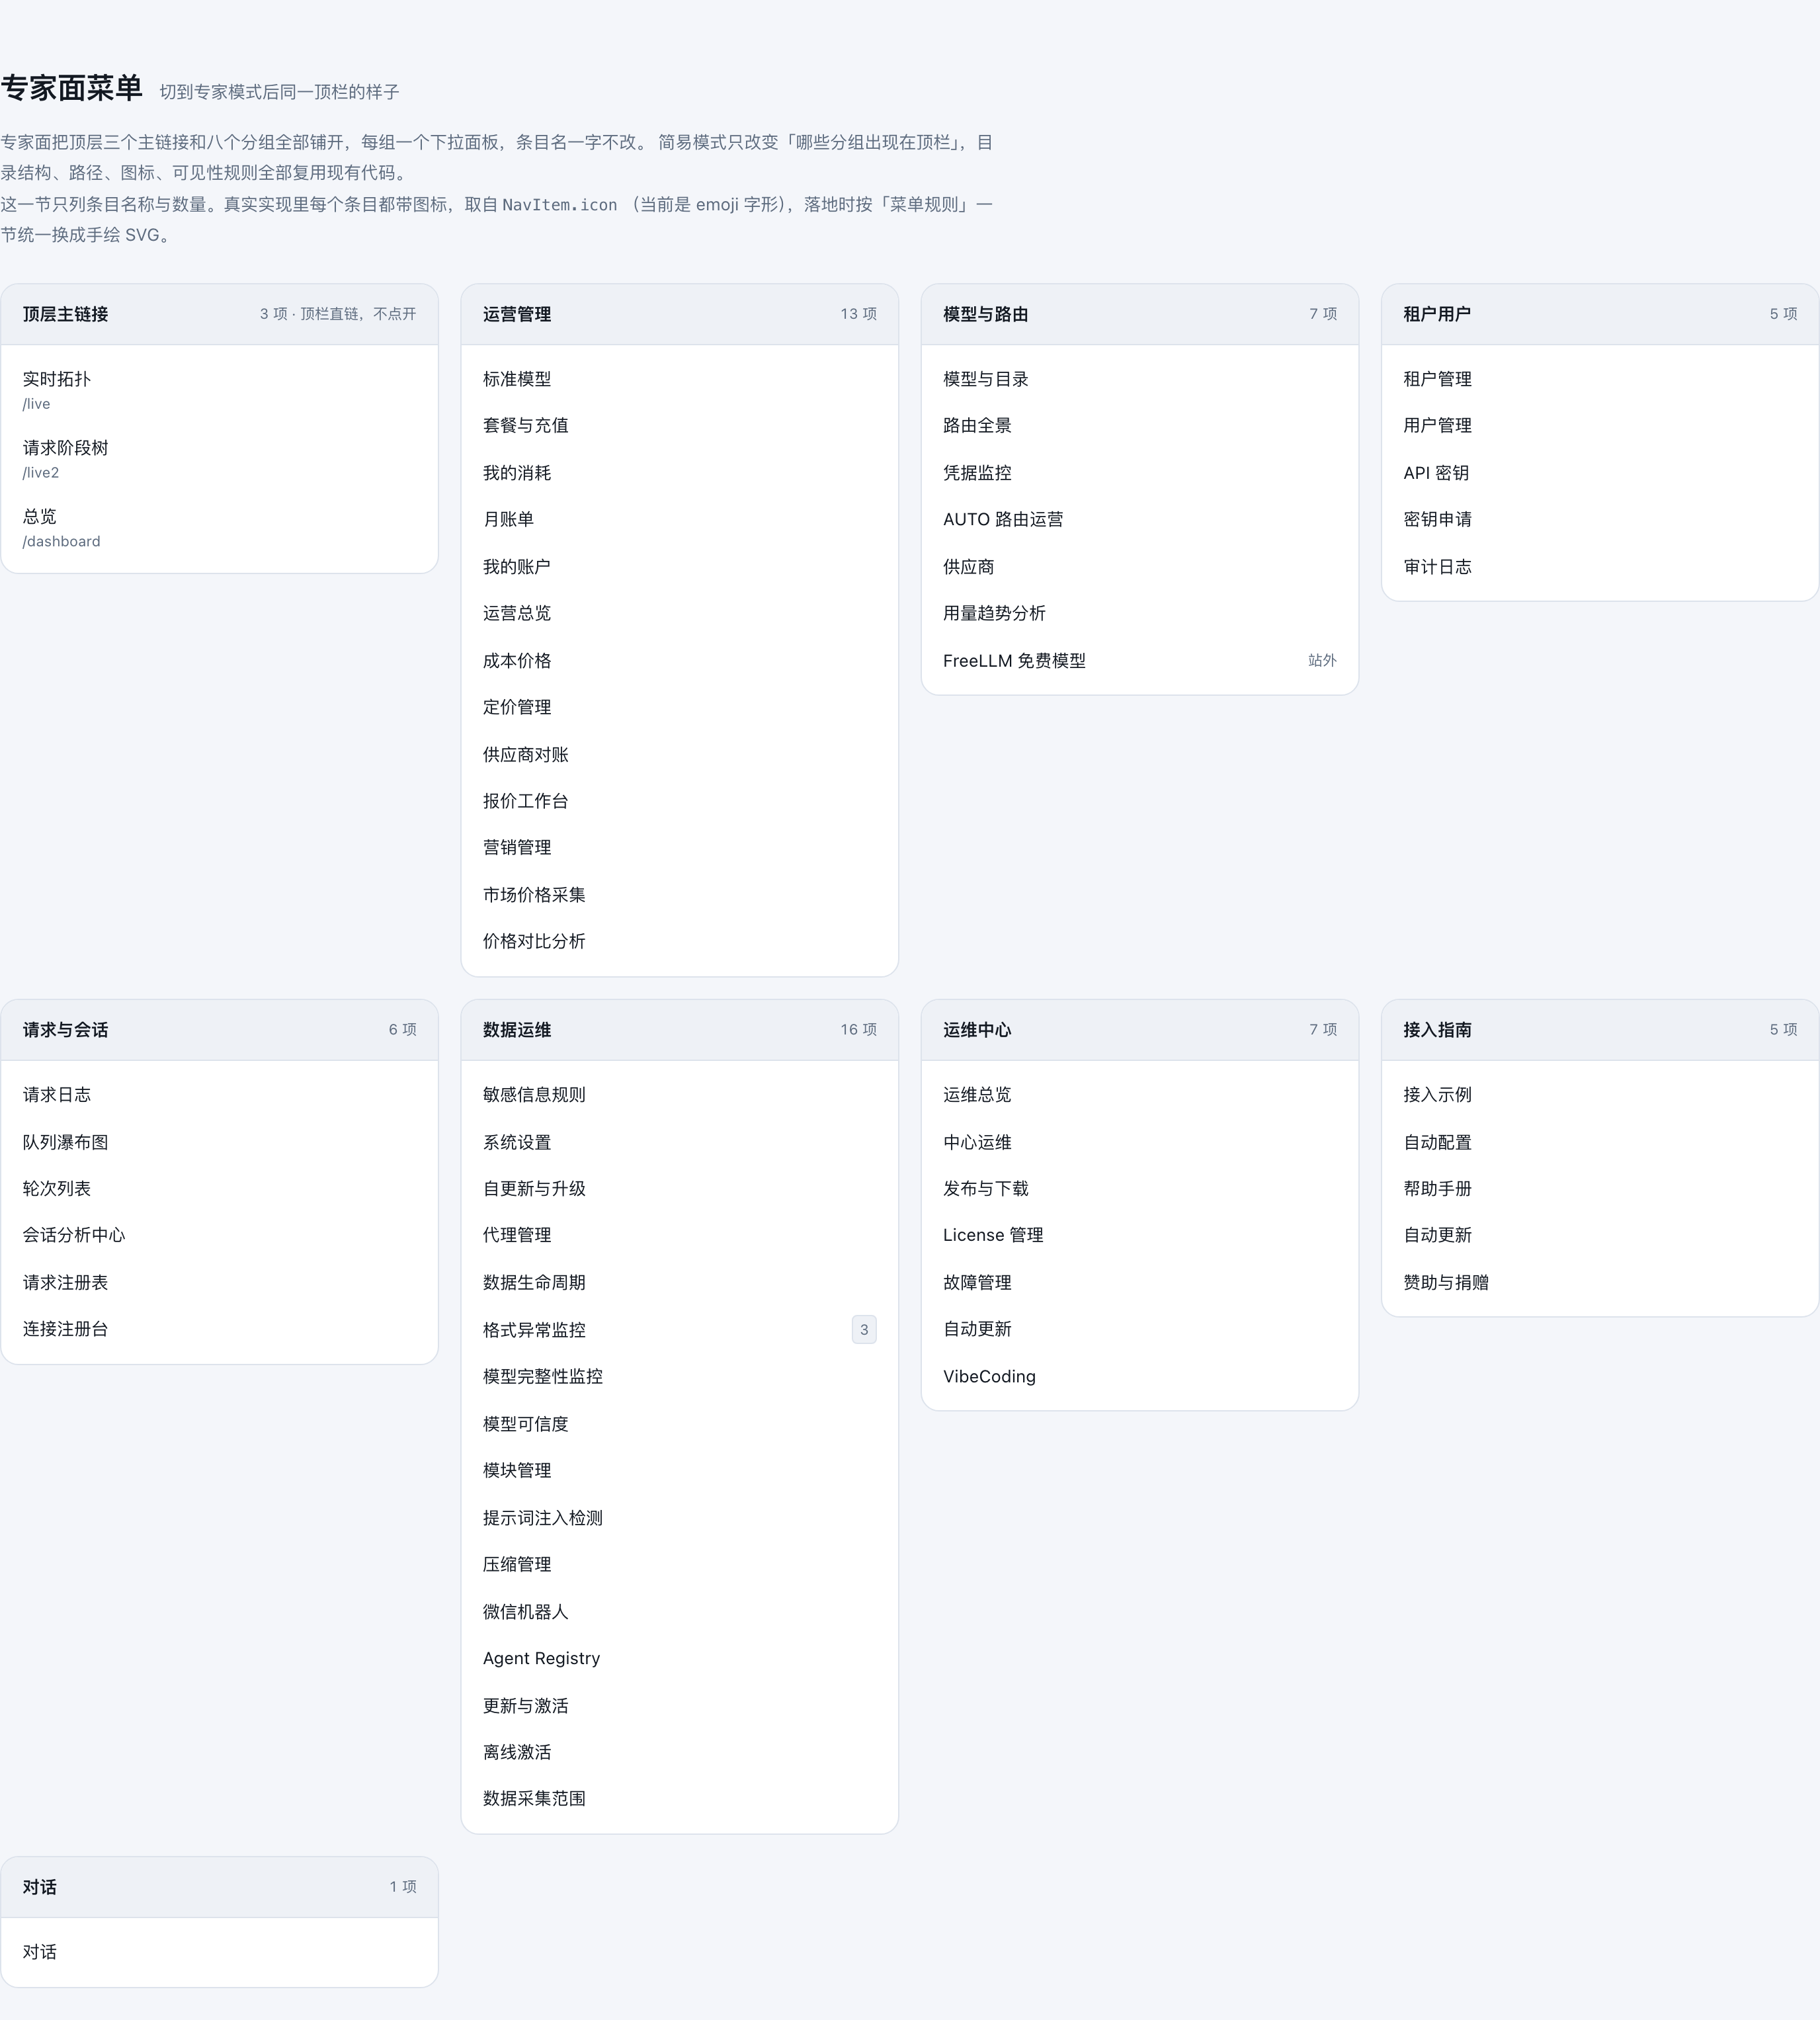 专家面菜单 切到专家模式后同一顶栏的样子
专家面把顶层三个主链接和八个分组全部铺开，每组一个下拉面板，条目名一字不改。 简易模式只改变「哪些分组出现在顶栏」，目
录结构、路径、图标、可见性规则全部复用现有代码。
这一节只列条目名称与数量。真实实现里每个条目都带图标，取自 NavItem.icon （当前是 emoji 字形），落地时按「菜单规则」一
节统一换成手绘 SVG。
顶层主链接 3 项 · 顶栏直链，不点开
实时拓扑
/live
请求阶段树
/live2
总览
/dashboard
运营管理 13 项
标准模型
套餐与充值
我的消耗
月账单
我的账户
运营总览
成本价格
定价管理
供应商对账
报价工作台
营销管理
市场价格采集
价格对比分析
模型与路由 7 项
模型与目录
路由全景
凭据监控
AUTO 路由运营
供应商
用量趋势分析
FreeLLM 免费模型 站外
租户用户 5 项
租户管理
用户管理
API 密钥
密钥申请
审计日志
请求与会话 6 项
请求日志
队列瀑布图
轮次列表
会话分析中心
请求注册表
连接注册台
数据运维 16 项
敏感信息规则
系统设置
自更新与升级
代理管理
数据生命周期
格式异常监控 3
模型完整性监控
模型可信度
模块管理
提示词注入检测
压缩管理
微信机器人
Agent Registry
更新与激活
离线激活
数据采集范围
运维中心 7 项
运维总览
中心运维
发布与下载
License 管理
故障管理
自动更新
VibeCoding
接入指南 5 项
接入示例
自动配置
帮助手册
自动更新
赞助与捐赠
对话 1 项
对话